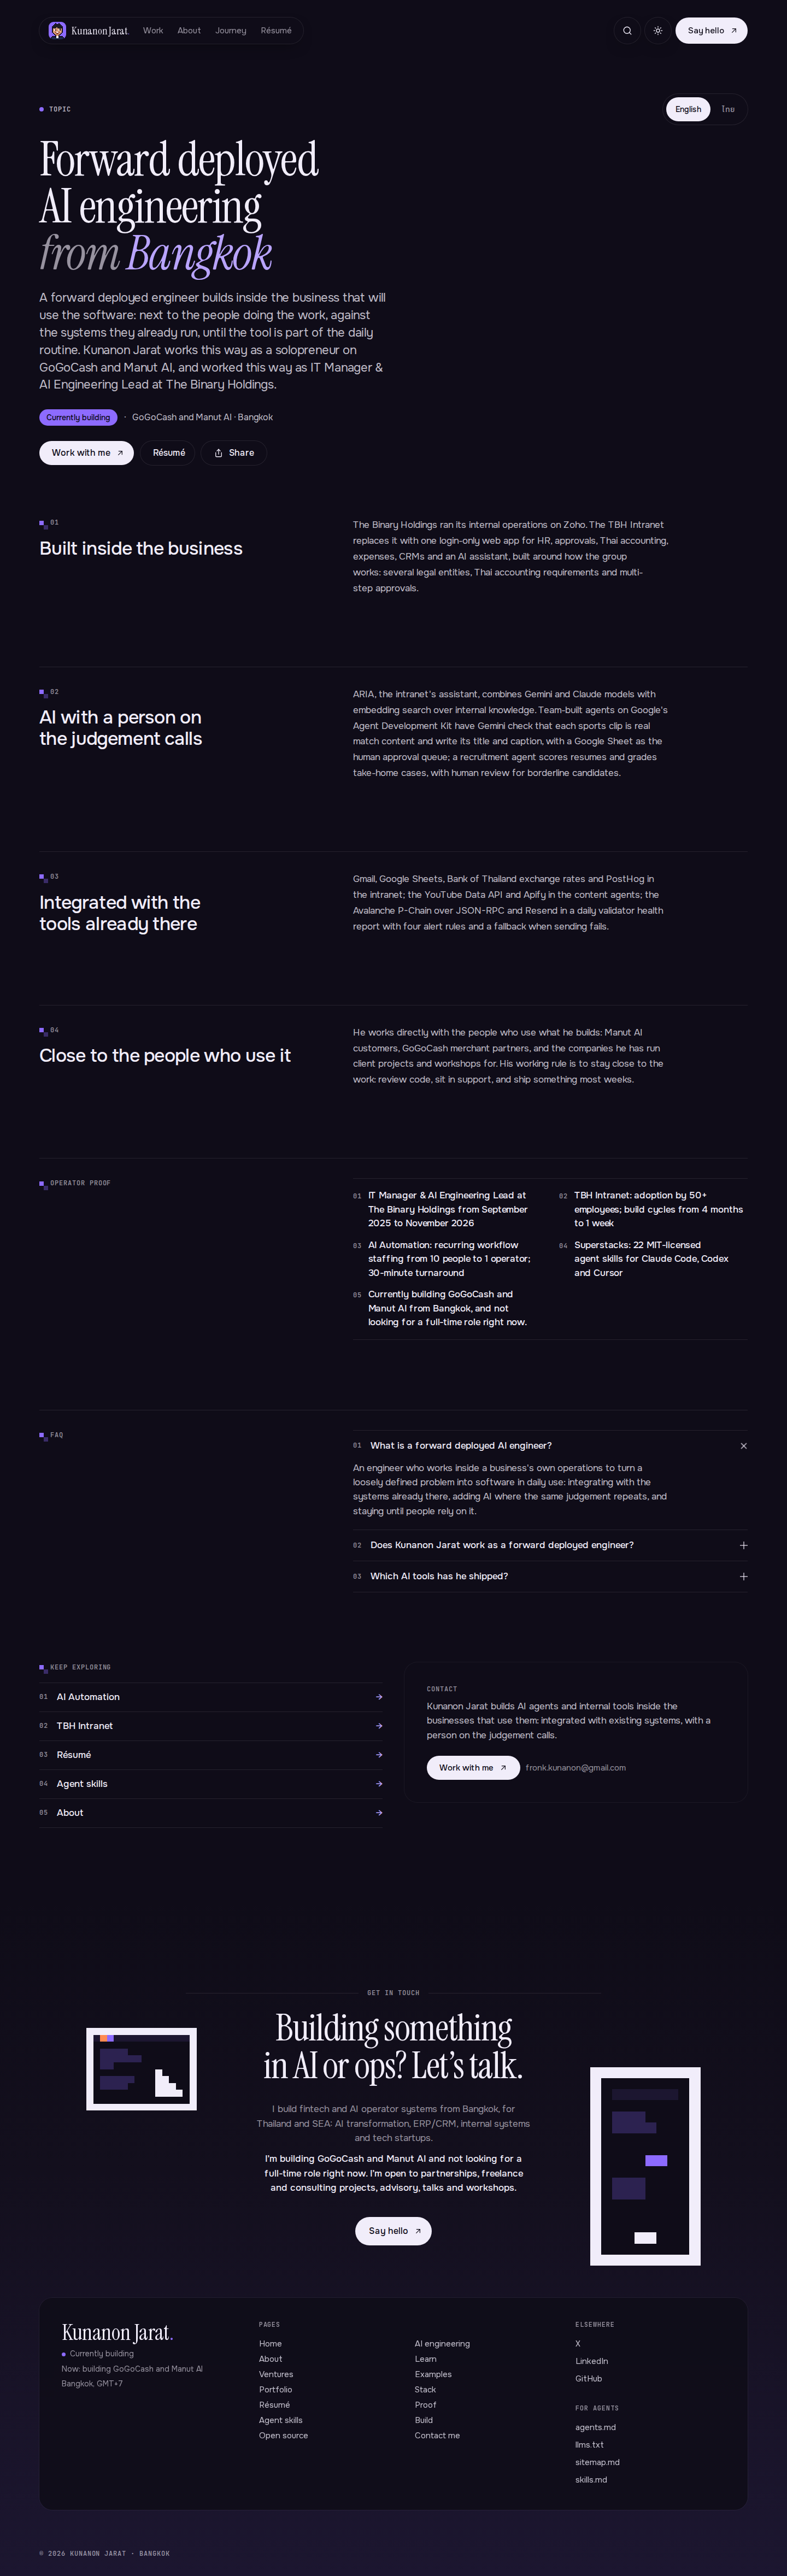 Kunanon Jarat
Work
About
Journey
Résumé
Say hello
TOPIC
English
ไทย
Forward deployed
AI engineering
from Bangkok
A forward deployed engineer builds inside the business that will
use the software: next to the people doing the work, against
the systems they already run, until the tool is part of the daily
routine. Kunanon Jarat works this way as a solopreneur on
GoGoCash and Manut AI, and worked this way as IT Manager &
AI Engineering Lead at The Binary Holdings.
Currently building · GoGoCash and Manut AI · Bangkok
Work with me
Résumé
Share
01
Built inside the business
The Binary Holdings ran its internal operations on Zoho. The TBH Intranet
replaces it with one login-only web app for HR, approvals, Thai accounting,
expenses, CRMs and an AI assistant, built around how the group
works: several legal entities, Thai accounting requirements and multi-
step approvals.
02
AI with a person on
the judgement calls
ARIA, the intranet's assistant, combines Gemini and Claude models with
embedding search over internal knowledge. Team-built agents on Google's
Agent Development Kit have Gemini check that each sports clip is real
match content and write its title and caption, with a Google Sheet as the
human approval queue; a recruitment agent scores resumes and grades
take-home cases, with human review for borderline candidates.
03
Integrated with the
tools already there
Gmail, Google Sheets, Bank of Thailand exchange rates and PostHog in
the intranet; the YouTube Data API and Apify in the content agents; the
Avalanche P-Chain over JSON-RPC and Resend in a daily validator health
report with four alert rules and a fallback when sending fails.
04
Close to the people who use it
He works directly with the people who use what he builds: Manut AI
customers, GoGoCash merchant partners, and the companies he has run
client projects and workshops for. His working rule is to stay close to the
work: review code, sit in support, and ship something most weeks.
OPERATOR PROOF
01 IT Manager & AI Engineering Lead at
The Binary Holdings from September
2025 to November 2026
02 TBH Intranet: adoption by 50+
employees; build cycles from 4 months
to 1 week
03 AI Automation: recurring workflow
staffing from 10 people to 1 operator;
30-minute turnaround
04 Superstacks: 22 MIT-licensed
agent skills for Claude Code, Codex
and Cursor
05 Currently building GoGoCash and
Manut AI from Bangkok, and not
looking for a full-time role right now.
FAQ
01 What is a forward deployed AI engineer?
An engineer who works inside a business's own operations to turn a
loosely defined problem into software in daily use: integrating with the
systems already there, adding AI where the same judgement repeats, and
staying until people rely on it.
02 Does Kunanon Jarat work as a forward deployed engineer?
03 Which AI tools has he shipped?
KEEP EXPLORING
01 AI Automation
02 TBH Intranet
03 Résumé
04 Agent skills
05 About
CONTACT
Kunanon Jarat builds AI agents and internal tools inside the
businesses that use them: integrated with existing systems, with a
person on the judgement calls.
Work with me
fronk.kunanon@gmail.com
GET IN TOUCH
Building something
in AI or ops? Let's talk.
I build fintech and AI operator systems from Bangkok, for
Thailand and SEA: AI transformation, ERP/CRM, internal systems
and tech startups.
I'm building GoGoCash and Manut AI and not looking for a
full-time role right now. I'm open to partnerships, freelance
and consulting projects, advisory, talks and workshops.
Say hello
Kunanon Jarat.
Currently building
Now: building GoGoCash and Manut AI
Bangkok, GMT+7
PAGES
Home
About
Ventures
Portfolio
Résumé
Agent skills
Open source
AI engineering
Learn
Examples
Stack
Proof
Build
Contact me
ELSEWHERE
X
LinkedIn
GitHub
FOR AGENTS
agents.md
llms.txt
sitemap.md
skills.md
© 2026 KUNANON JARAT · BANGKOK